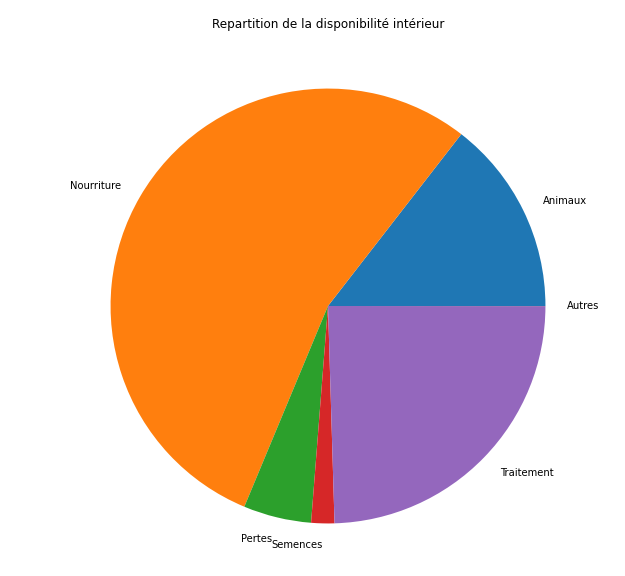 Repartition de la disponibilité intérieur
Nourriture
Animaux
Autres
Traitement
Pertes
Semences